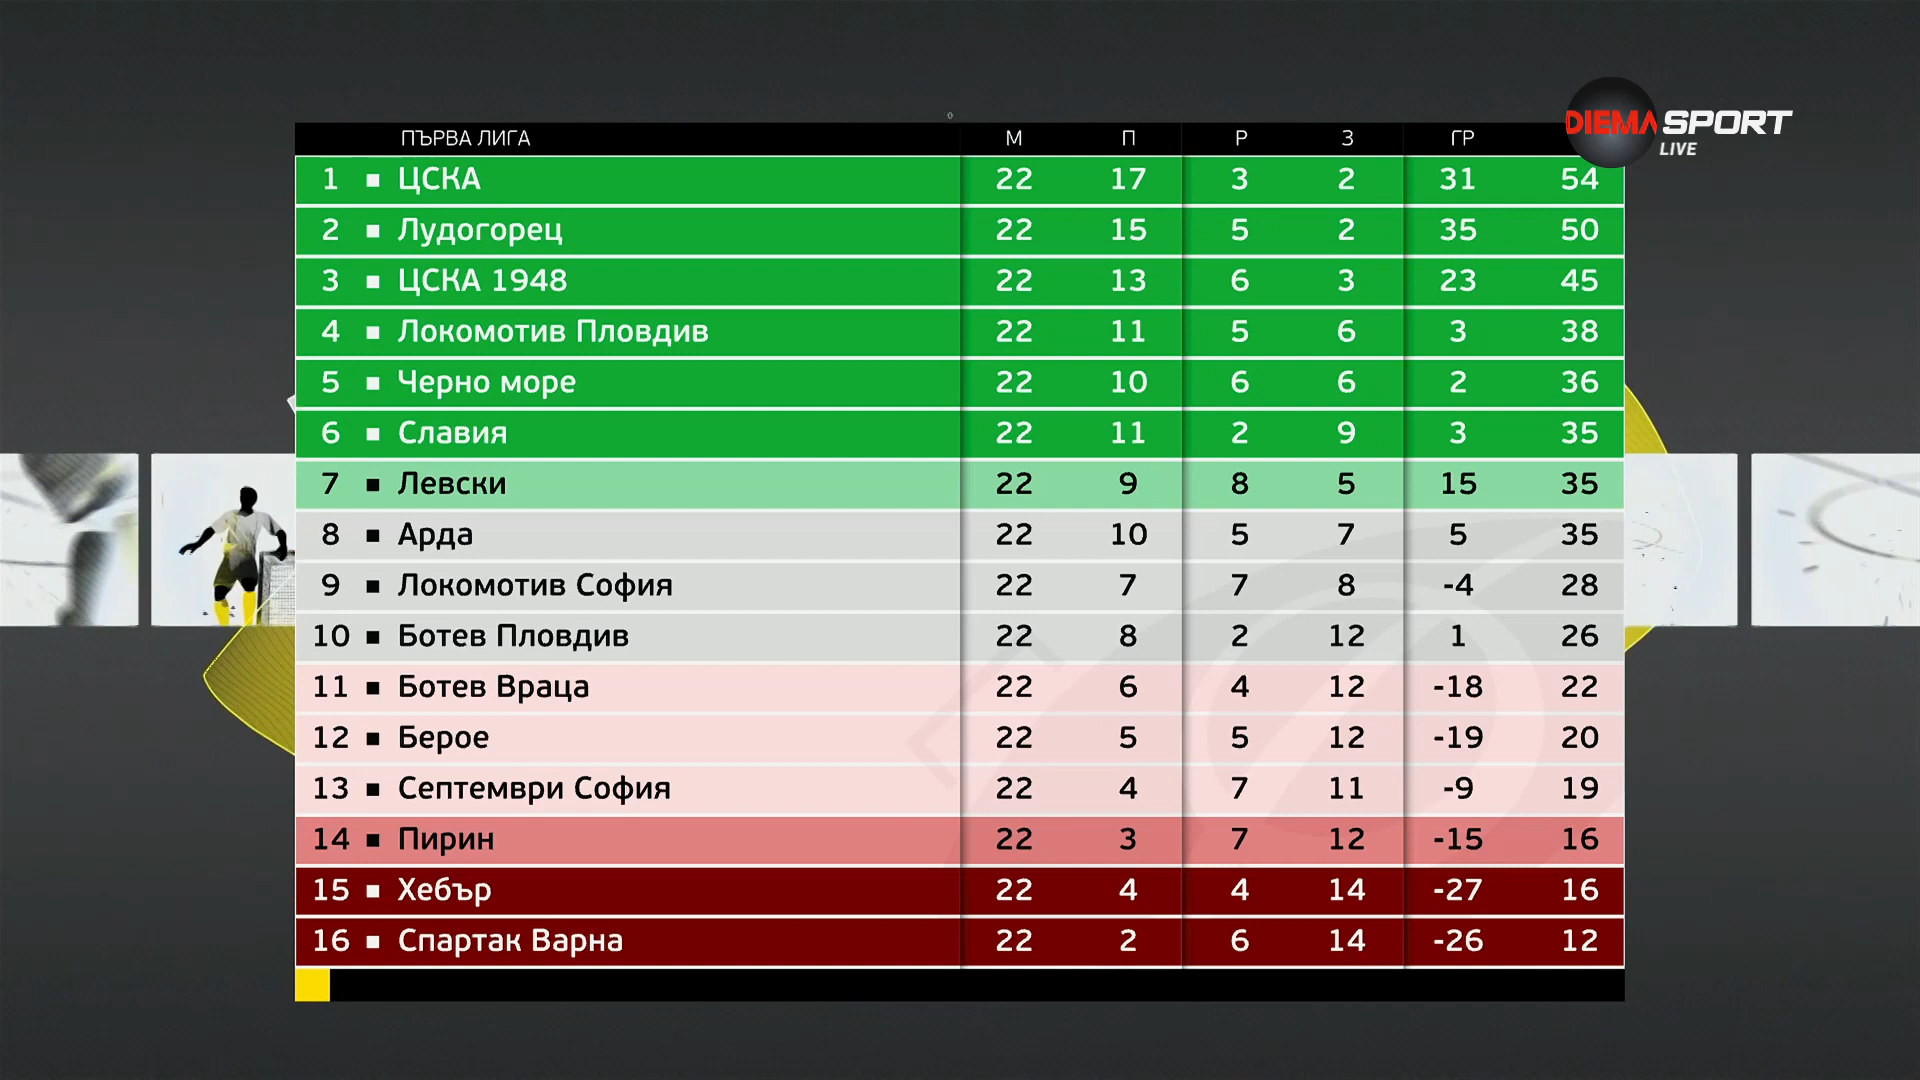 DIEMA SPORT
LIVE
ПЪРВА ЛИГА М П Р З ГР
1 ЦСКА 22 17 3 2 31 54
2 Лудогорец 22 15 5 2 35 50
3 ЦСКА 1948 22 13 6 3 23 45
4 Локомотив Пловдив 22 11 5 6 3 38
5 Черно море 22 10 6 6 2 36
6 Славия 22 11 2 9 3 35
7 Левски 22 9 8 5 15 35
8 Арда 22 10 5 7 5 35
9 Локомотив София 22 7 7 8 -4 28
10 Ботев Пловдив 22 8 2 12 1 26
11 Ботев Враца 22 6 4 12 -18 22
12 Берое 22 5 5 12 -19 20
13 Септември София 22 4 7 11 -9 19
14 Пирин 22 3 7 12 -15 16
15 Хебър 22 4 4 14 -27 16
16 Спартак Варна 22 2 6 14 -26 12